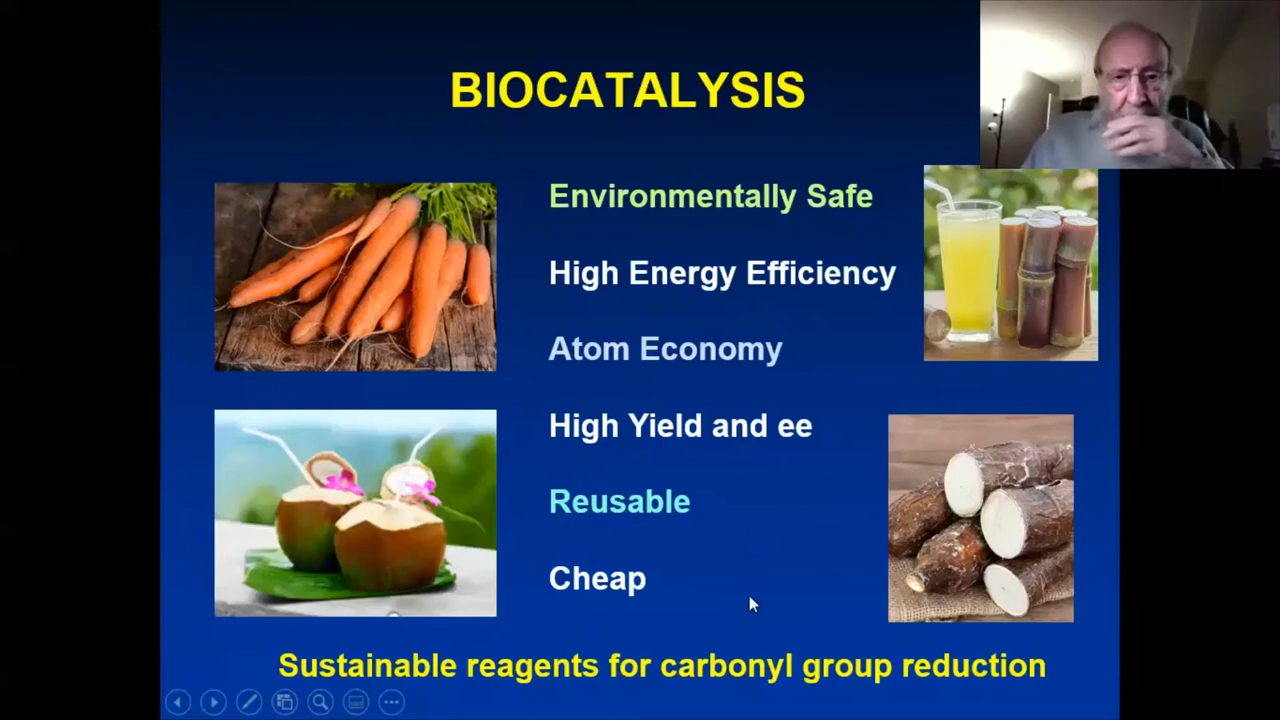 BIOCATALYSIS
Environmentally Safe
High Energy Efficiency
Atom Economy
High Yield and ee
Reusable
Cheap
Sustainable reagents for carbonyl group reduction